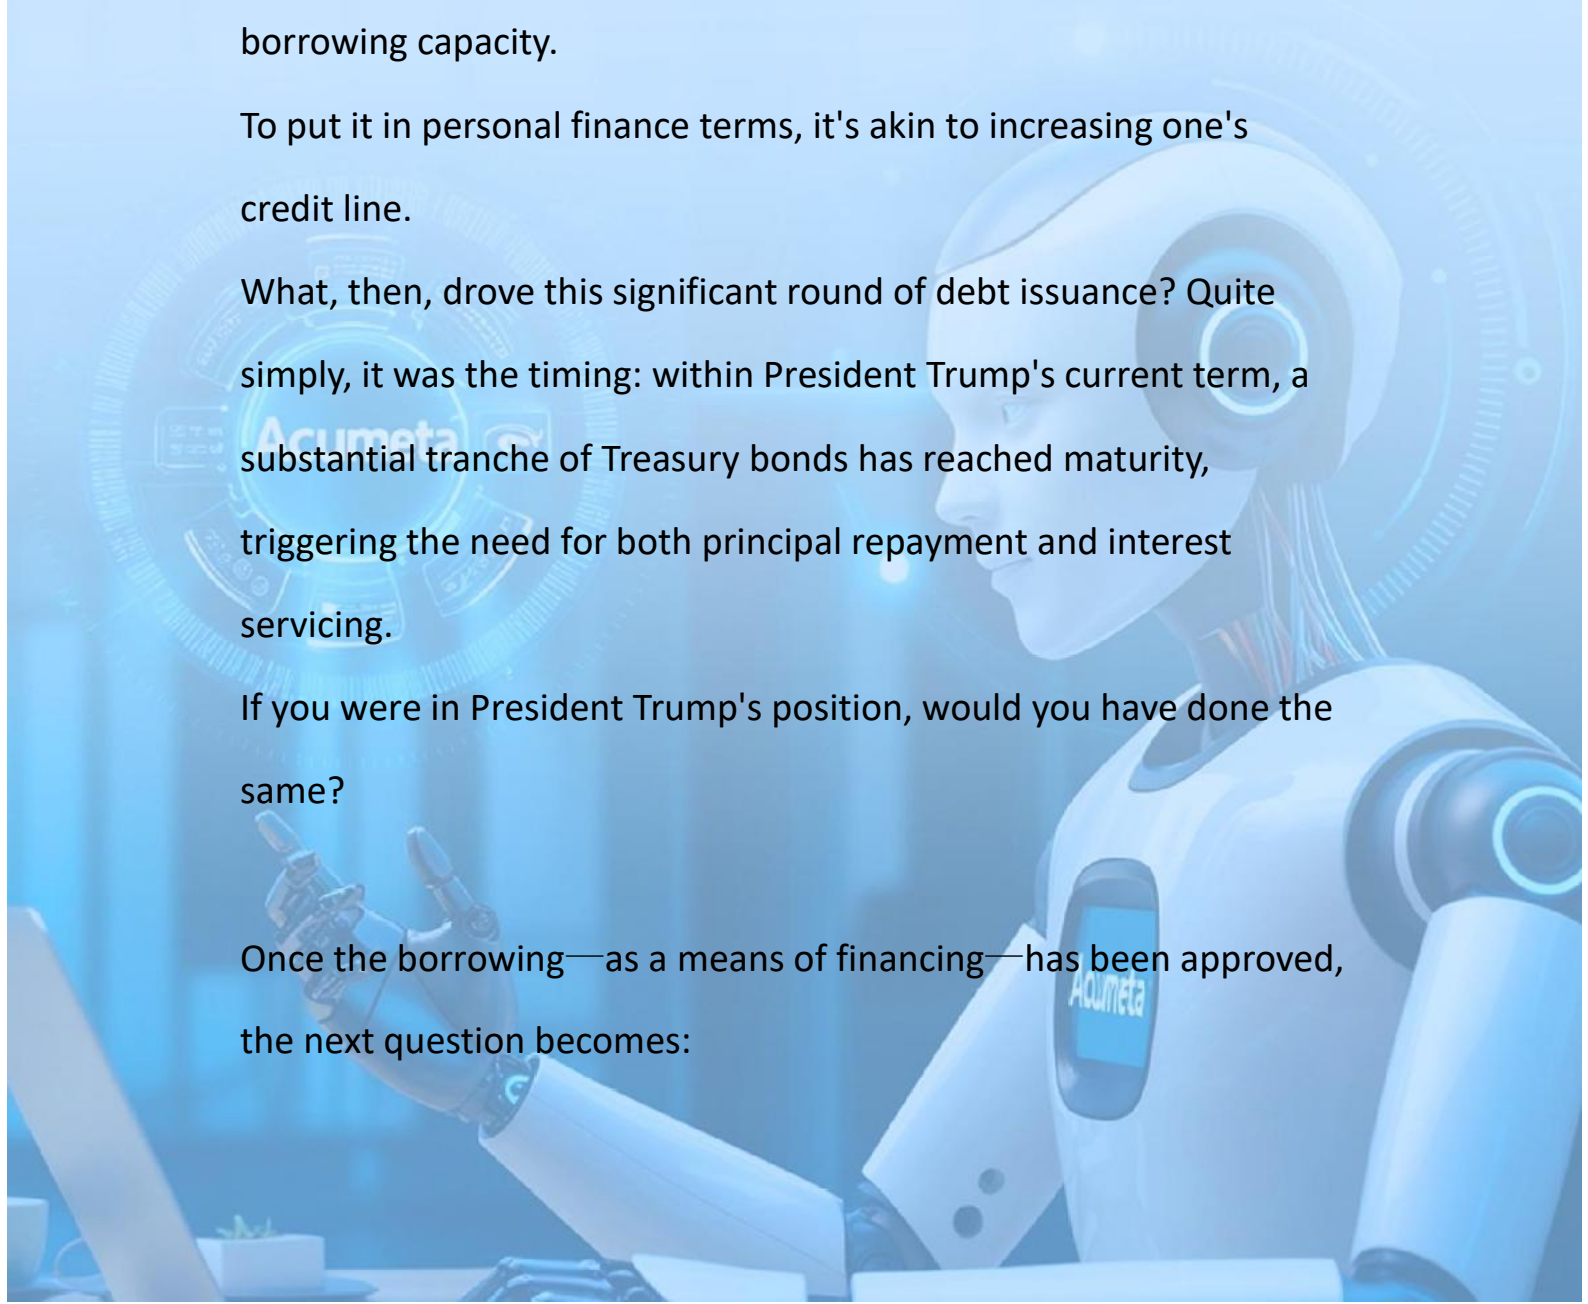 borrowing capacity.
To put it in personal finance terms, it's akin to increasing one's
credit line.
What, then, drove this significant round of debt issuance? Quite
simply, it was the timing: within President Trump's current term, a
Acumeta
substantial tranche of Treasury bonds has reached maturity,
triggering the need for both principal repayment and interest
servicing.
If you were in President Trump's position, would you have done the
same?
Once the borrowing—as a means of financing—has been approved,
Acumeta
the next question becomes: